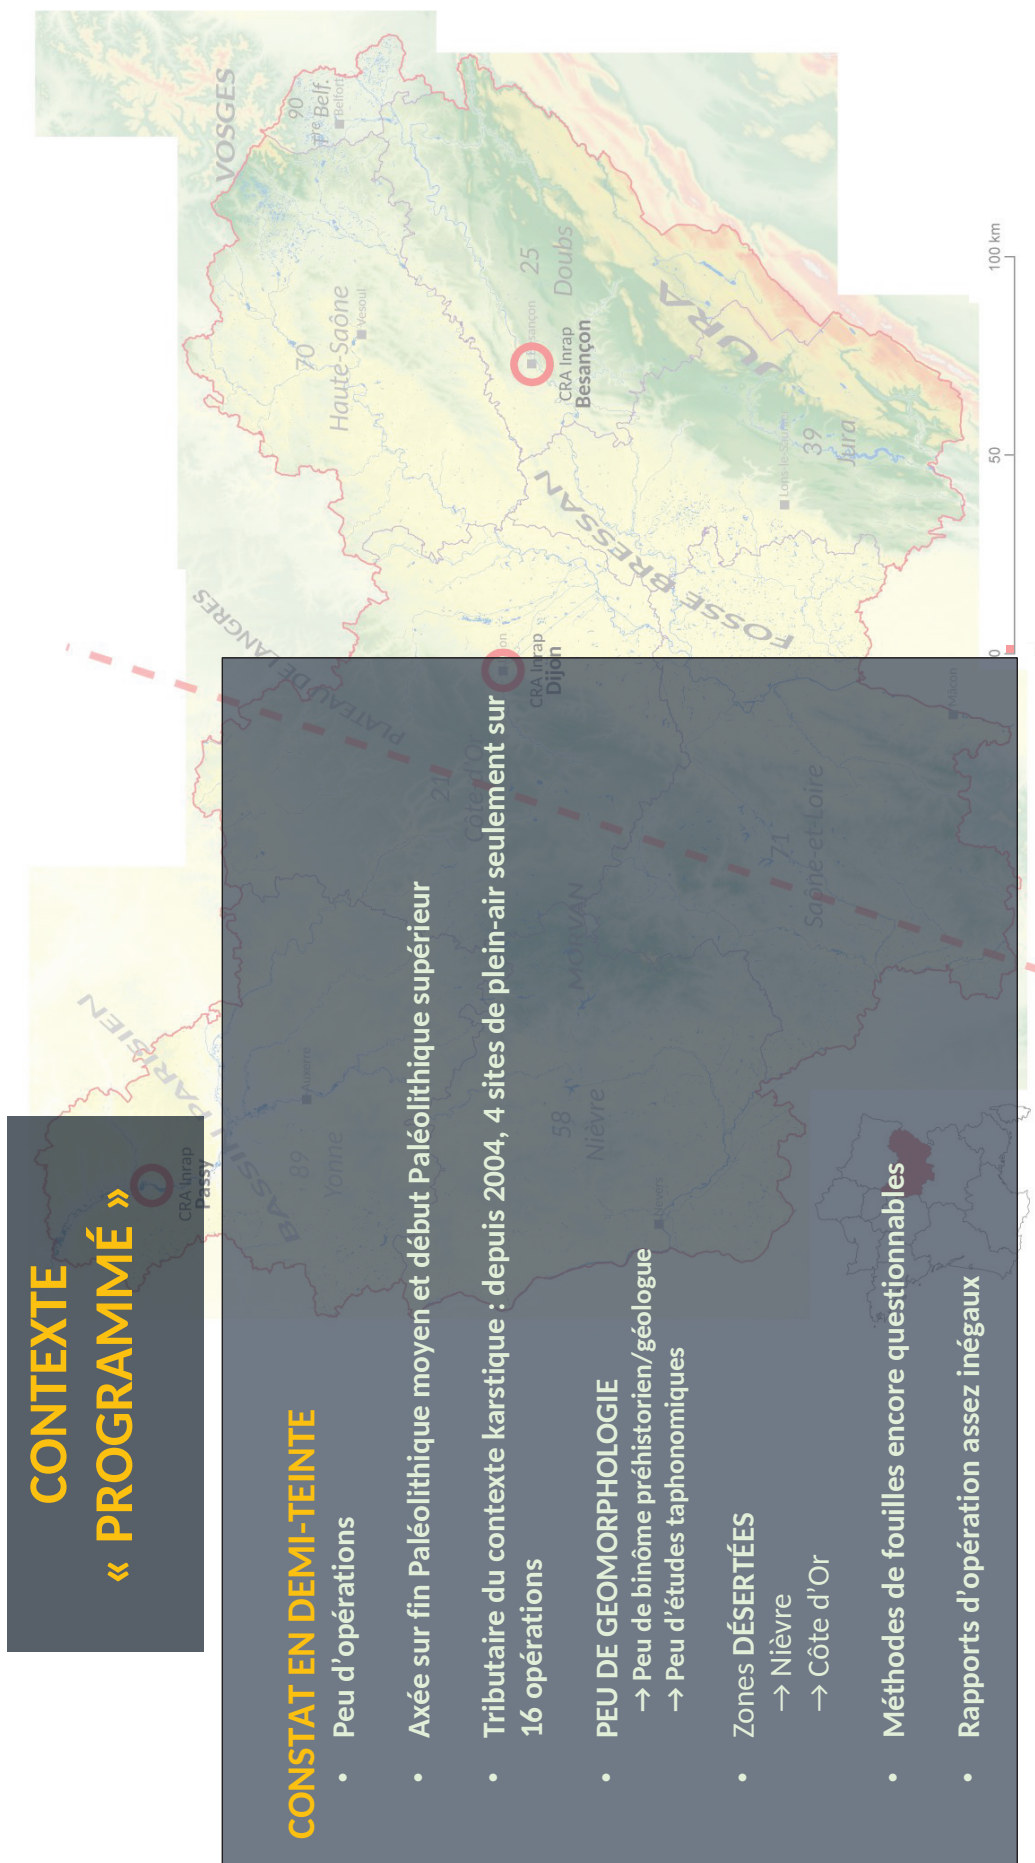 CONTEXTE
« PROGRAMMÉ »
CONSTAT EN DEMI-TEINTE
• Peu d’opérations
• Axée sur fin Paléolithique moyen et début Paléolithique supérieur
• Tributaire du contexte karstique : depuis 2004, 4 sites de plein-air seulement sur
16 opérations
• PEU DE GEOMORPHOLOGIE
→ Peu de binôme préhistorien/géologue
→ Peu d’études taphonomiques
• Zones DÉSERTÉES
→ Nièvre
→ Côte d’Or
• Méthodes de fouilles encore questionnables
• Rapports d’opération assez inégaux
VOSGES
90
Tre Belf.
Belfort
70
Haute-Saône
Vesoul
25
Doubs
Besançon
CRA Inrap
Besançon
JURA
39
Jura
Lons-le-Saunier
FOSSE BRESSAN
PLATEAU DE LANGRES
Dijon
CRA Inrap
Dijon
21
Côte d'Or
71
Saône-et-Loire
Mâcon
MORVAN
58
Nièvre
Nevers
BASSIN PARISIEN
Auxerre
89
Yonne
CRA Inrap
Passy
0
50
100 km